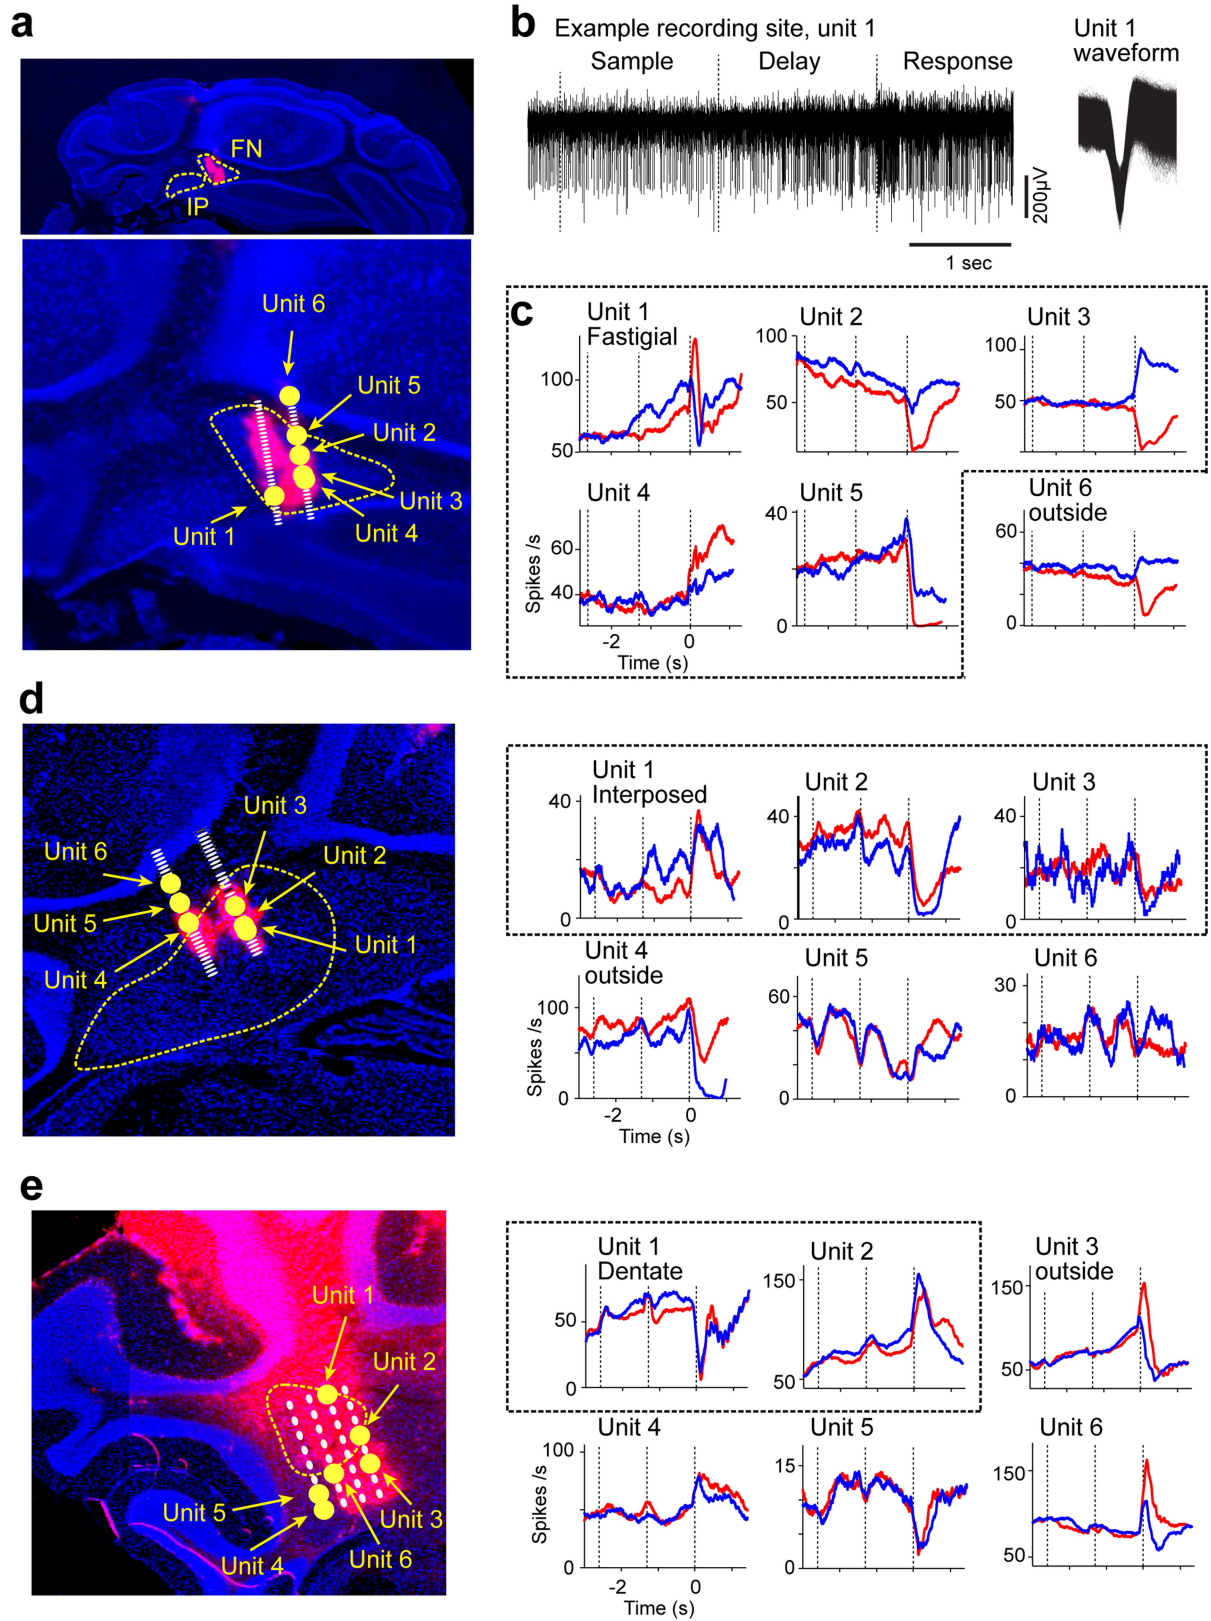 a
FN
IP
Unit 6
Unit 5
Unit 2
Unit 3
Unit 4
Unit 1
b
Example recording site, unit 1
Sample
Delay
Response
200µV
1 sec
Unit 1
waveform
c
Unit 1
Fastigial
100
50
Unit 2
100
50
Unit 3
100
50
0
Unit 4
60
40
Spikes /s
-2
0
Time (s)
Unit 5
40
0
Unit 6
outside
60
0
d
Unit 3
Unit 6
Unit 2
Unit 5
Unit 1
Unit 4
Unit 1
Interposed
40
0
Unit 2
40
0
Unit 3
40
0
Unit 4
outside
100
0
Spikes /s
-2
0
Time (s)
Unit 5
60
0
Unit 6
30
0
e
Unit 1
Unit 2
Unit 5
Unit 3
Unit 4
Unit 6
Unit 1
Dentate
50
0
Unit 2
150
50
Unit 3
outside
150
50
Unit 4
100
0
Spikes /s
-2
0
Time (s)
Unit 5
15
0
Unit 6
150
50